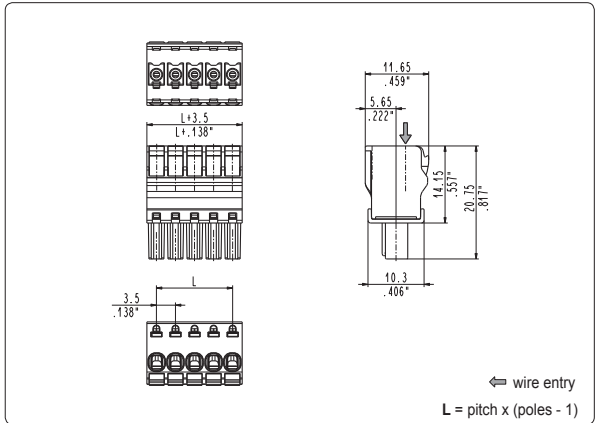 11.65
.459"
5.65
.222"
L+3.5
L+.138"
14.15
.557"
20.75
.817"
L
3.5
.138"
10.3
.406"
wire entry
L = pitch x (poles - 1)